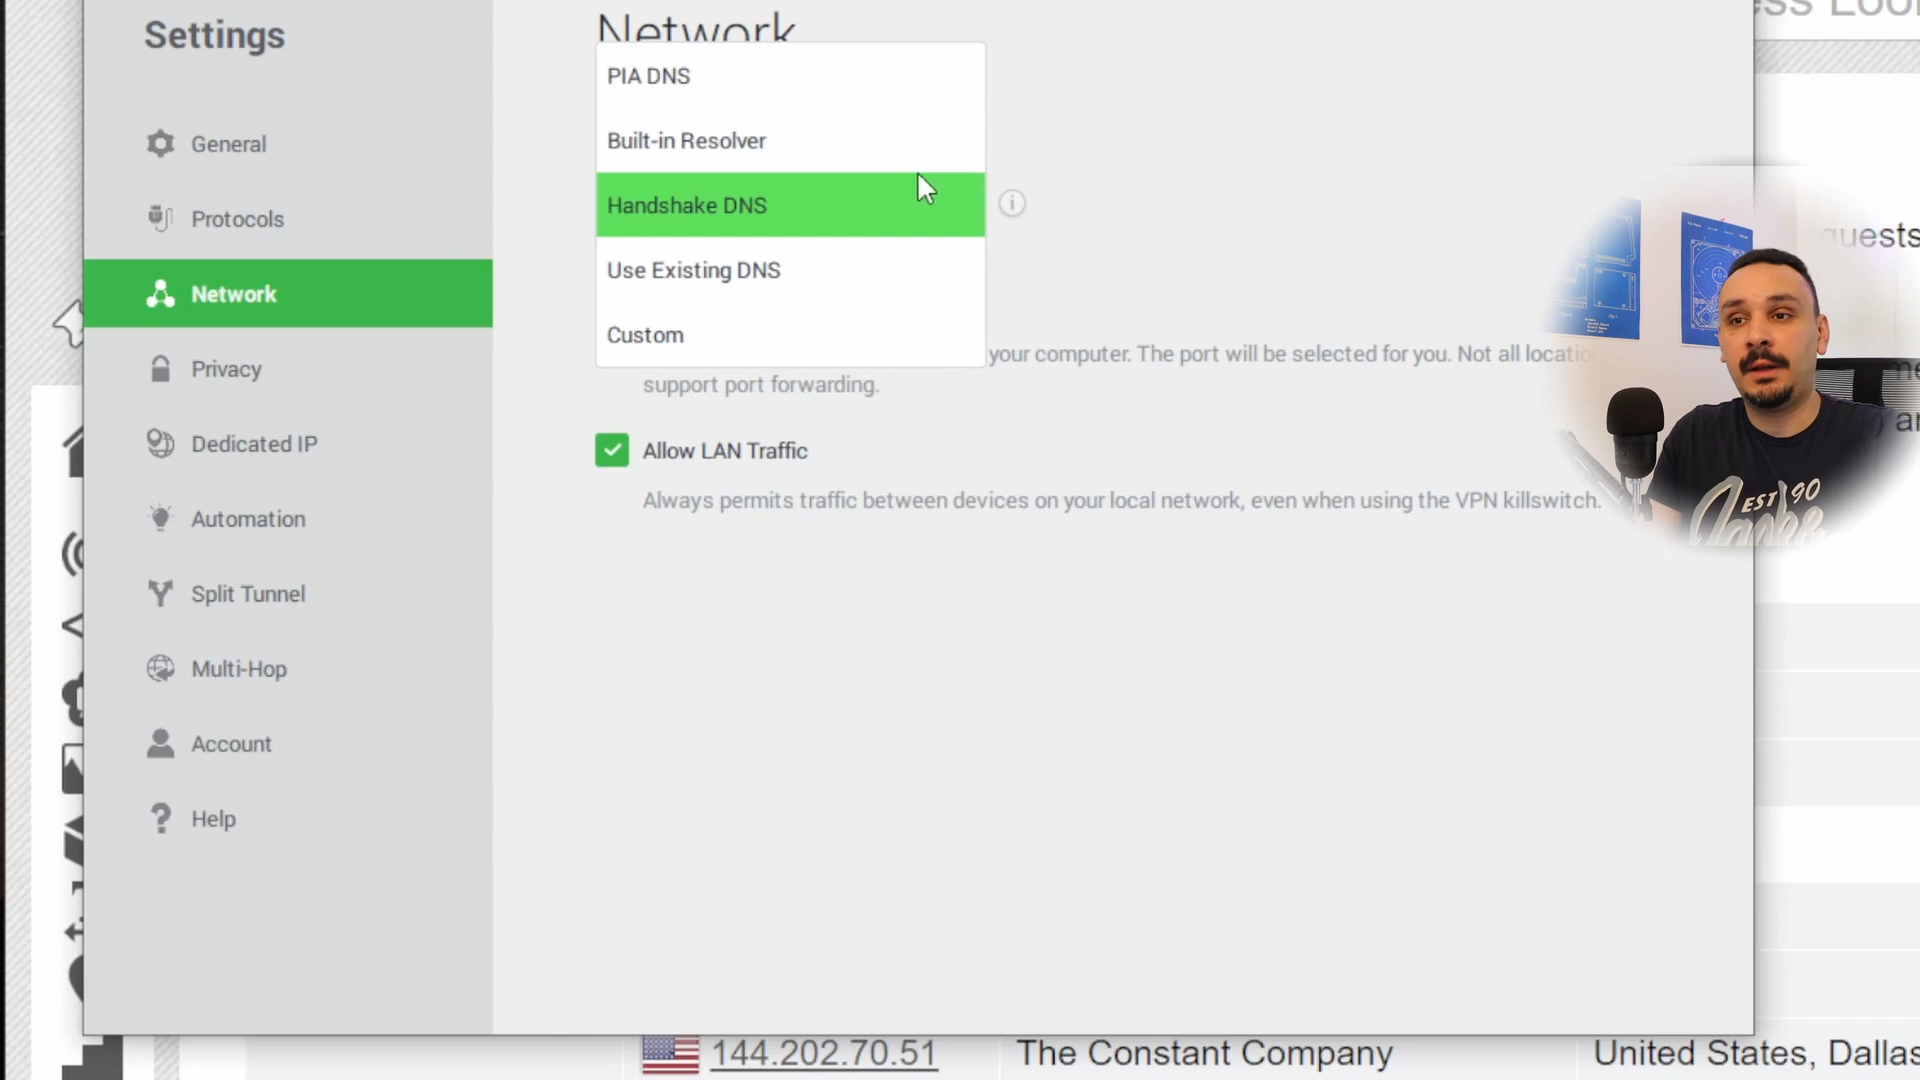 Settings
General
Protocols
Network
Privacy
Dedicated IP
Automation
Split Tunnel
Multi-Hop
Account
Help
Network
PIA DNS
Built-in Resolver
Handshake DNS
Use Existing DNS
Custom
your computer. The port will be selected for you. Not all
support port forwarding.
Allow LAN Traffic
Always permits traffic between devices on your local network, even when using the VPN killswitch.
EST 90
144.202.70.51
The Constant Company
United States, Dallas